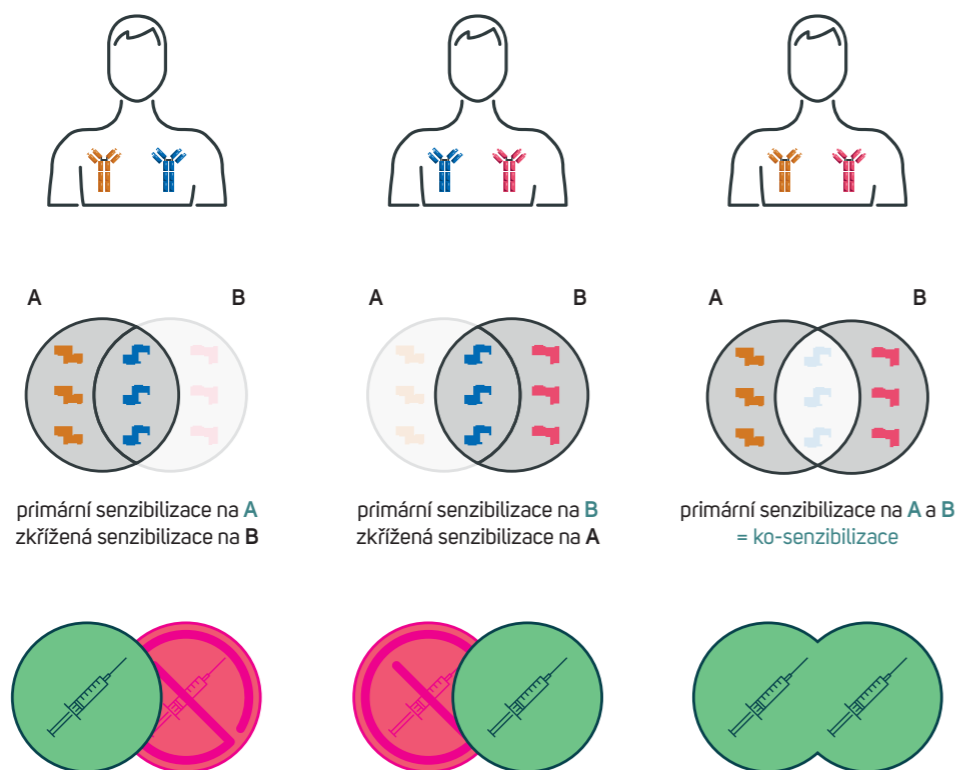 A B
A B
A B
primární senzibilizace na A
zkřížená senzibilizace na B
primární senzibilizace na B
zkřížená senzibilizace na A
primární senzibilizace na A a B
= ko-senzibilizace